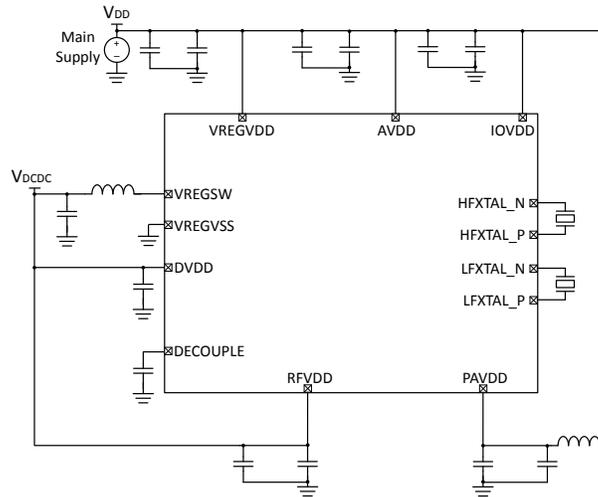 VDD
Main
Supply
+
–
VREGVDD
AVDD
IOVDD
VDCDC
VREGSW
VREGVSS
DVDD
DECOUPLE
HFXTAL_N
HFXTAL_P
LFXTAL_N
LFXTAL_P
RFVDD
PAVDD